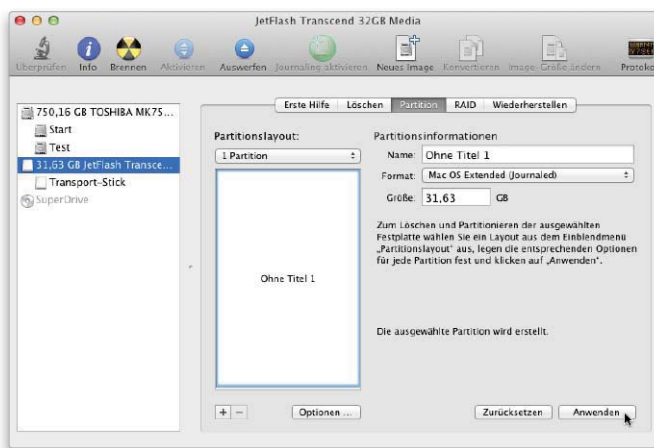 JetFlash Transcend 32GB Media
Überprüfen Info Brennen Aktivieren Auswerfen Journaling aktivieren Neues Image Konvertieren Image-Größe ändern Protoko
Erste Hilfe Löschen Partition RAID Wiederherstellen
750,16 GB TOSHIBA MK75...
Start
Test
31,63 GB JetFlash Transce...
Transport-Stick
SuperDrive
Partitionslayout:
1 Partition
Ohne Titel 1
+ - Optionen ...
Partitionsinformationen
Name: Ohne Titel 1
Format: Mac OS Extended (Journaled)
Größe: 31,63 GB
Zum Löschen und Partitionieren der ausgewählten
Festplatte wählen Sie ein Layout aus dem Einblendmenü
„Partitionslayout“ aus, legen die entsprechenden Optionen
für jede Partition fest und klicken auf „Anwenden“.
Die ausgewählte Partition wird erstellt.
Zurücksetzen Anwenden